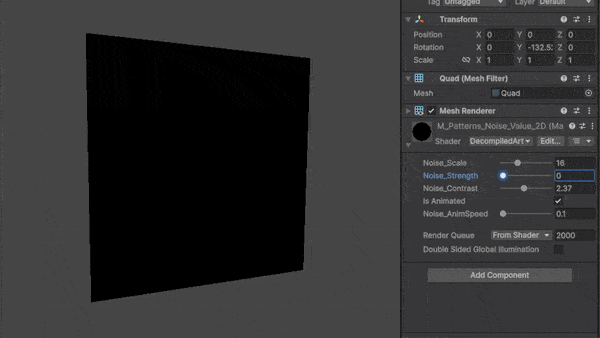 Tag Untagged Layer Default
Transform
Position X 0 Y 0 Z 0
Rotation X 0 Y -132.53 Z 0
Scale X 1 Y 1 Z 1
Quad (Mesh Filter)
Mesh Quad
Mesh Renderer
M_Patterns_Noise_Value_2D (Ma
Shader DecompiledArt Edit...
Noise_Scale 16
Noise_Strength 0
Noise_Contrast 2.37
Is Animated
Noise_AnimSpeed 0.1
Render Queue From Shader 2000
Double Sided Global Illumination
Add Component